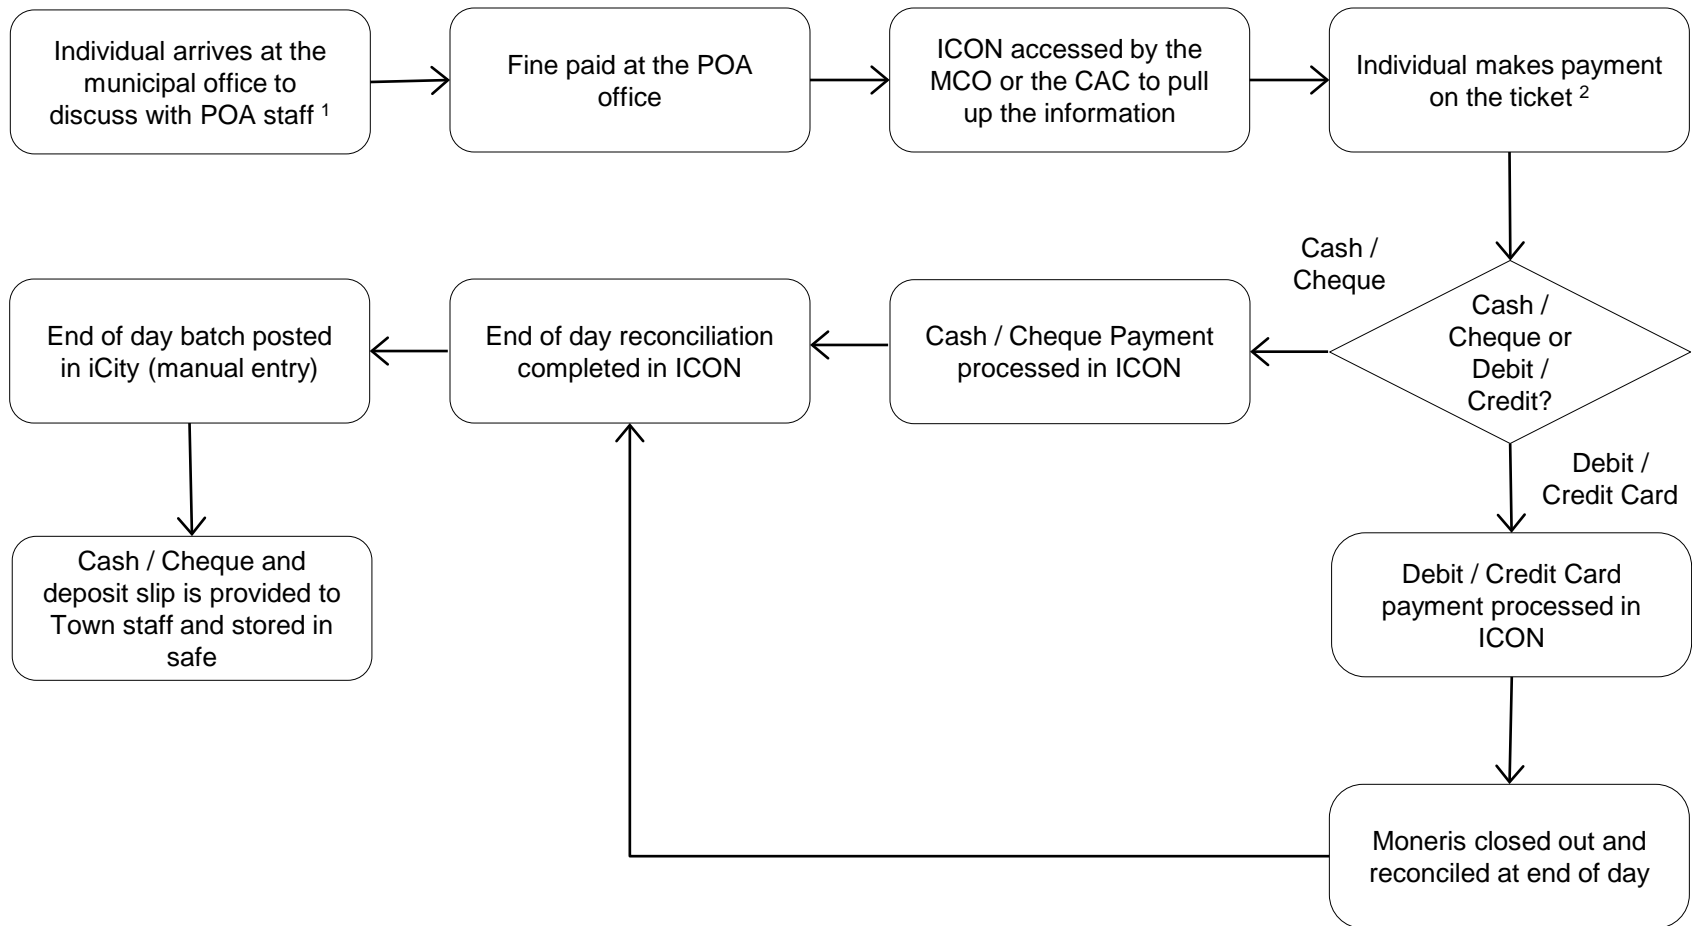 Individual arrives at the
municipal office to
discuss with POA staff ¹
Fine paid at the POA
office
ICON accessed by the
MCO or the CAC to pull
up the information
Individual makes payment
on the ticket ²
Cash /
Cheque
Cash /
Cheque or
Debit /
Credit?
Cash / Cheque Payment
processed in ICON
End of day reconciliation
completed in ICON
End of day batch posted
in iCity (manual entry)
Cash / Cheque and
deposit slip is provided to
Town staff and stored in
safe
Debit /
Credit Card
Debit / Credit Card
payment processed in
ICON
Moneris closed out and
reconciled at end of day